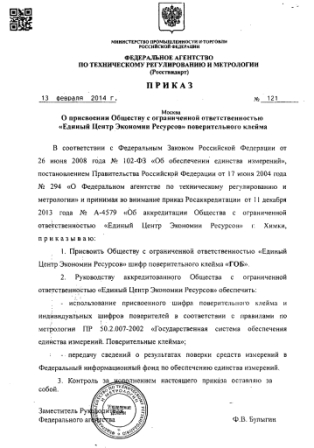 МИНИСТЕРСТВО ПРОМЫШЛЕННОСТИ И ТОРГОВЛИ
РОССИЙСКОЙ ФЕДЕРАЦИИ
ФЕДЕРАЛЬНОЕ АГЕНТСТВО
ПО ТЕХНИЧЕСКОМУ РЕГУЛИРОВАНИЮ И МЕТРОЛОГИИ
(Росстандарт)
ПРИКАЗ
13 февраля 2014 г. № 121
Москва
О присвоении Обществу с ограниченной ответственностью
«Единый Центр Экономии Ресурсов» поверительного клейма
В соответствии с Федеральным Законом Российской Федерации от
26 июня 2008 года № 102-ФЗ «Об обеспечении единства измерений»,
постановлением Правительства Российской Федерации от 17 июня 2004 года
№ 294 «О Федеральном агентстве по техническому регулированию и
метрологии» и принимая во внимание приказ Росаккредитации от 11 декабря
2013 года № А-4579 «Об аккредитации Общества с ограниченной
ответственностью «Единый Центр Экономии Ресурсов» г. Химки,
приказываю:
1. Присвоить Обществу с ограниченной ответственностью «Единый
Центр Экономии Ресурсов» шифр поверительного клейма «ГОБ».
2. Руководству аккредитованного Общества с ограниченной
ответственностью «Единый Центр Экономии Ресурсов» обеспечить:
- использование присвоенного шифра поверительного клейма и
индивидуальных шифров поверителей в соответствии с правилами по
метрологии ПР 50.2.007-2002 «Государственная система обеспечения
единства измерений. Поверительные клейма»;
- передачу сведений о результатах поверки средств измерений в
Федеральный информационный фонд по обеспечению единства измерений.
3. Контроль за исполнением настоящего приказа оставляю за
собой.
Заместитель Руководителя
Федерального агентства Ф.В. Булыгин